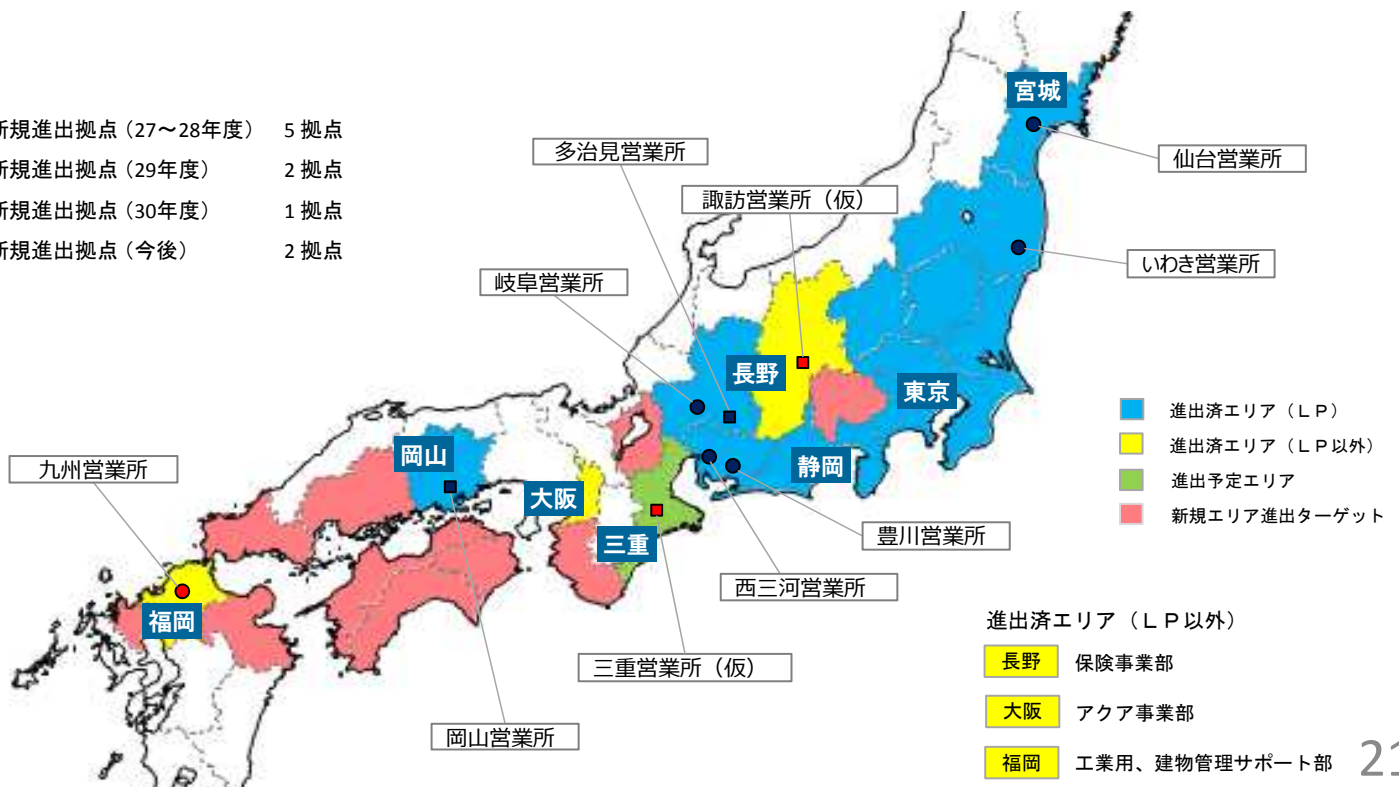 新規進出拠点（27～28年度） 5 拠点
新規進出拠点（29年度） 2 拠点
新規進出拠点（30年度） 1 拠点
新規進出拠点（今後） 2 拠点
宮城
仙台営業所
多治見営業所
諏訪営業所（仮）
いわき営業所
岐阜営業所
長野
東京
進出済エリア（ＬＰ）
進出済エリア（ＬＰ以外）
進出予定エリア
新規エリア進出ターゲット
岡山
静岡
九州営業所
大阪
三重
豊川営業所
西三河営業所
福岡
三重営業所（仮）
岡山営業所
進出済エリア（ＬＰ以外）
長野 保険事業部
大阪 アクア事業部
福岡 工業用、建物管理サポート部
21